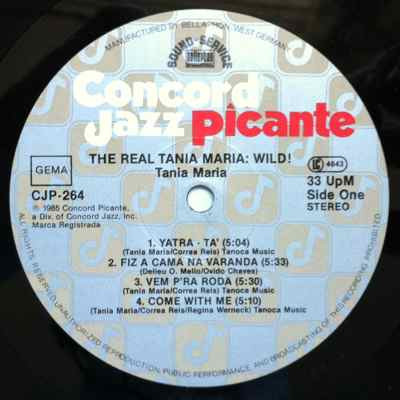 MANUFACTURED BY BELLAPHON, WEST GERMANY
SOUND-SERVICE
bellaphon
Concord
Jazz picante
THE REAL TANIA MARIA: WILD!
Tania Maria
GEMA
LC 4643
CJP-264
33 UpM
℗ 1985 Concord Picante,
Side One
a Div. of Concord Jazz, Inc.
STEREO
Marca Registrada
1. YATRA - TA' (5:04)
(Tania Maria/Correa Reis) Tanoca Music
2. FIZ A CAMA NA VARANDA (5:33)
(Delieu O. Mello/Ovidio Chaves)
3. VEM P'RA RODA (5:30)
(Tania Maria/Correa Reis) Tanoca Music
4. COME WITH ME (5:10)
(Tania Maria/Correa Reis/Regina Werneck) Tanoca Music
ALL RIGHTS RESERVED. UNAUTHORIZED REPRODUCTION, PUBLIC PERFORMANCE, AND BROADCASTING OF THIS RECORDING PROHIBITED